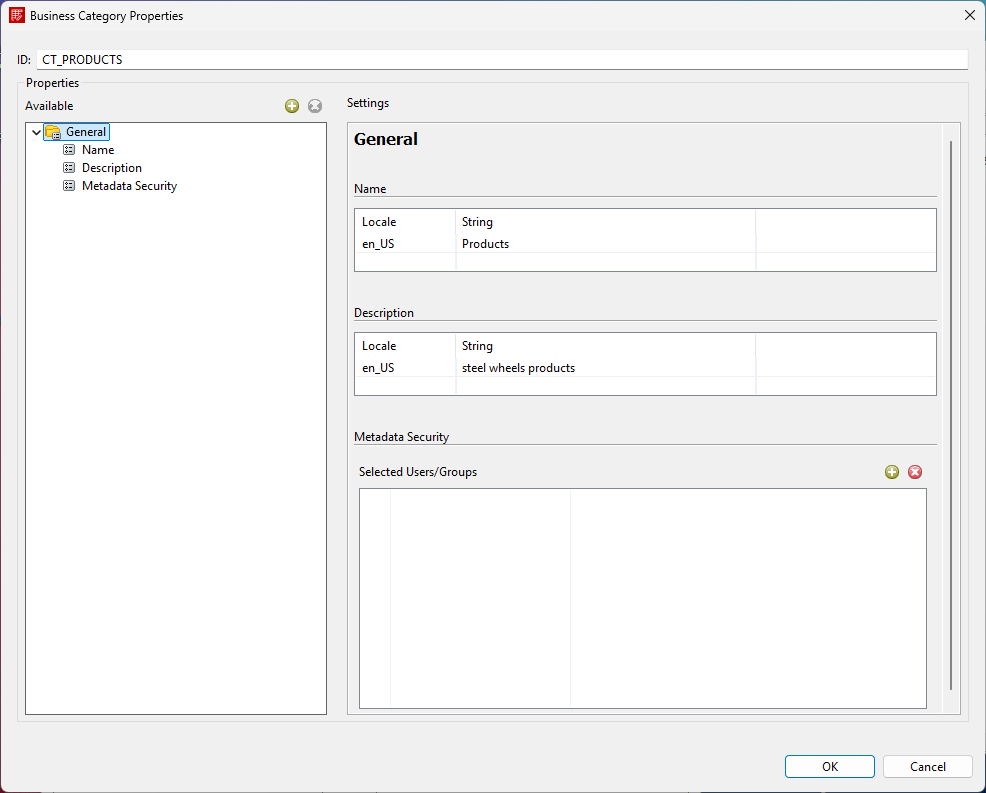 Business Category Properties
ID: CT_PRODUCTS
Properties
Available
General
Name
Description
Metadata Security
Settings
General
Name
Locale String
en_US Products
Description
Locale String
en_US steel wheels products
Metadata Security
Selected Users/Groups
OK Cancel